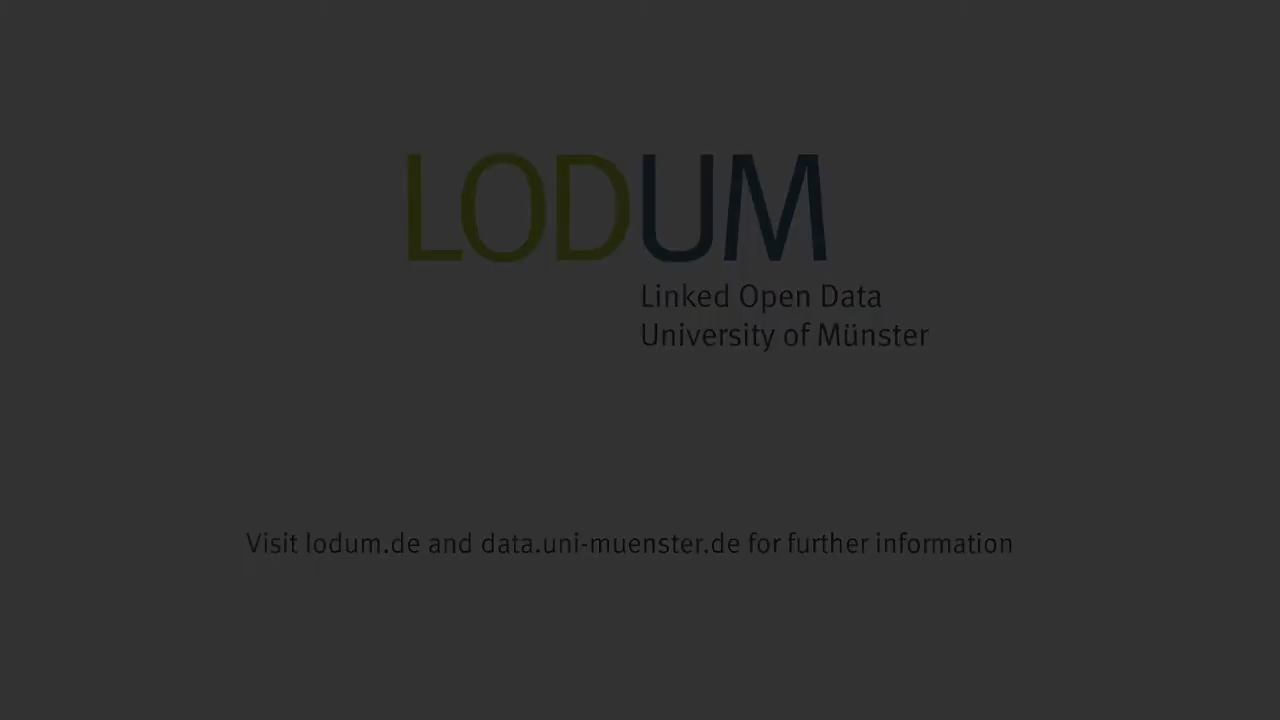 LODUM
Linked Open Data
University of Münster
Visit lodum.de and data.uni-muenster.de for further information